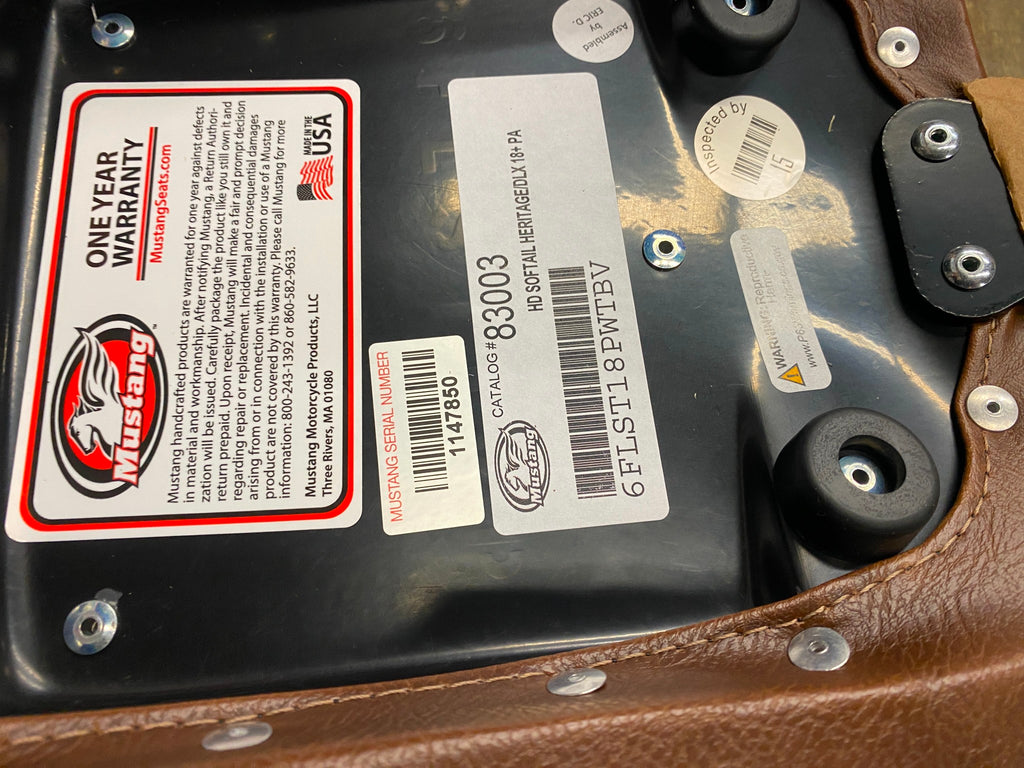 ONE YEAR
WARRANTY
MustangSeats.com
Mustang
Mustang handcrafted products are warranted for one year against defects
in material and workmanship. After notifying Mustang, a Return Authori-
zation will be issued. Carefully package the product like you still own it and
return prepaid. Upon receipt, Mustang will make a fair and prompt decision
regarding repair or replacement. Incidental and consequential damages
arising from or in connection with the installation or use of a Mustang
product are not covered by this warranty. Please call Mustang for more
information: 800-243-1392 or 860-582-9633.
Mustang Motorcycle Products, LLC
Three Rivers, MA 01080
MADE IN THE
USA
MUSTANG SERIAL NUMBER
1147850
CATALOG # 83003
HD SOFTAIL HERITAGE/DLX 18+ PA
Mustang
6FLST18PWTBV
Assembled
by
ERIC D.
Inspected by
15
WARNING: Reproductive
Harm